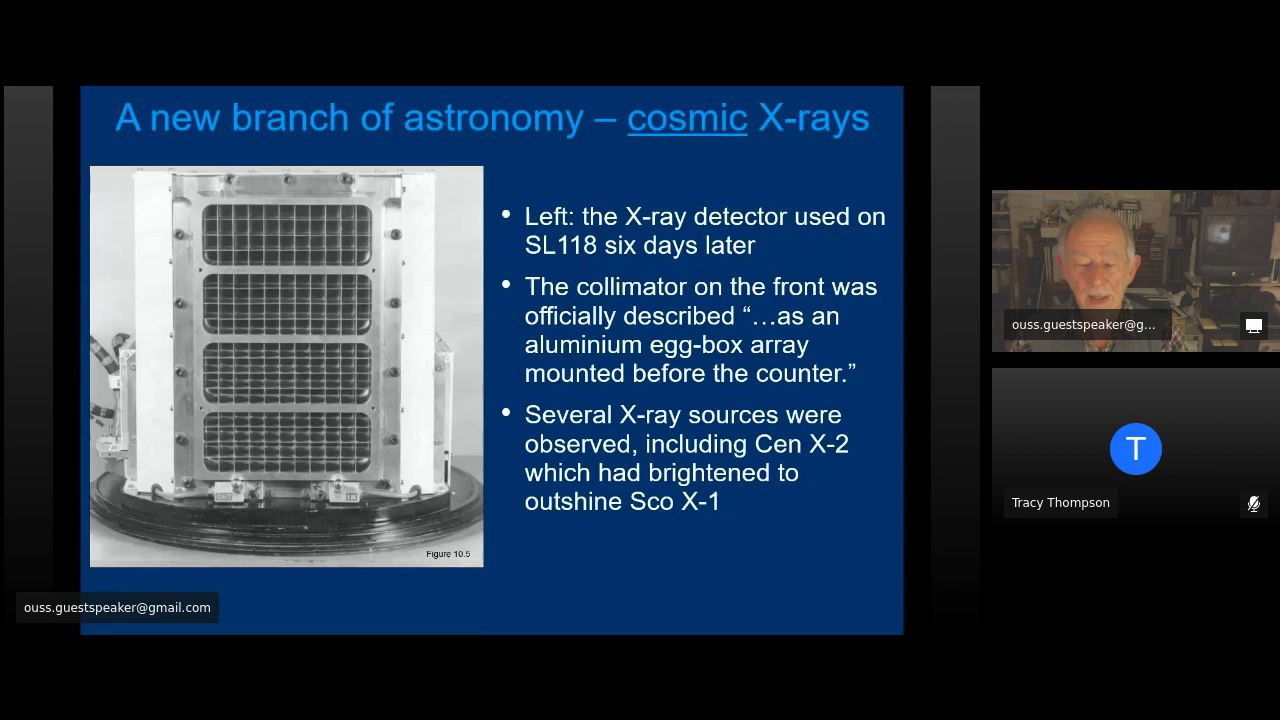 A new branch of astronomy – cosmic X-rays
• Left: the X-ray detector used on
SL118 six days later
• The collimator on the front was
officially described “…as an
aluminium egg-box array
mounted before the counter.”
• Several X-ray sources were
observed, including Cen X-2
which had brightened to
outshine Sco X-1
OUT
IN
Figure 10.5
ouss.guestspeaker@gmail.com
ouss.guestspeaker@g...
T
Tracy Thompson